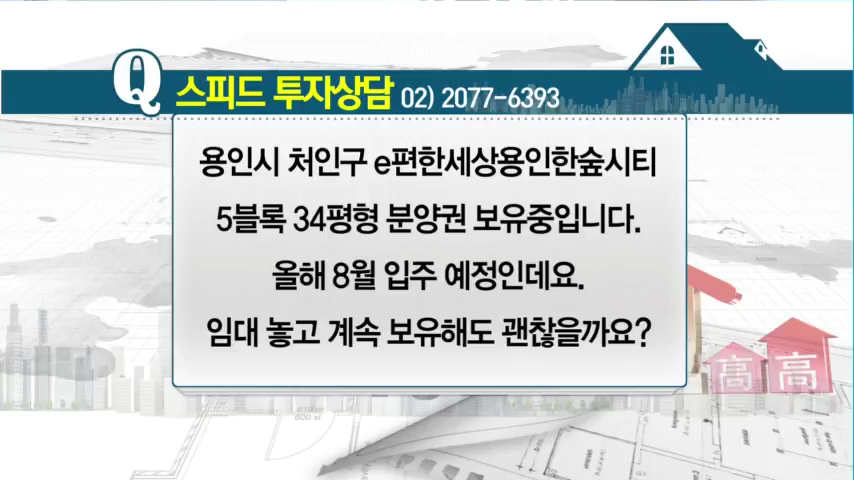 Q 스피드 투자상담 02) 2077-6393
용인시 처인구 e편한세상용인한숲시티
5블록 34평형 분양권 보유중입니다.
올해 8월 입주 예정인데요.
임대 놓고 계속 보유해도 괜찮을까요?
高 高